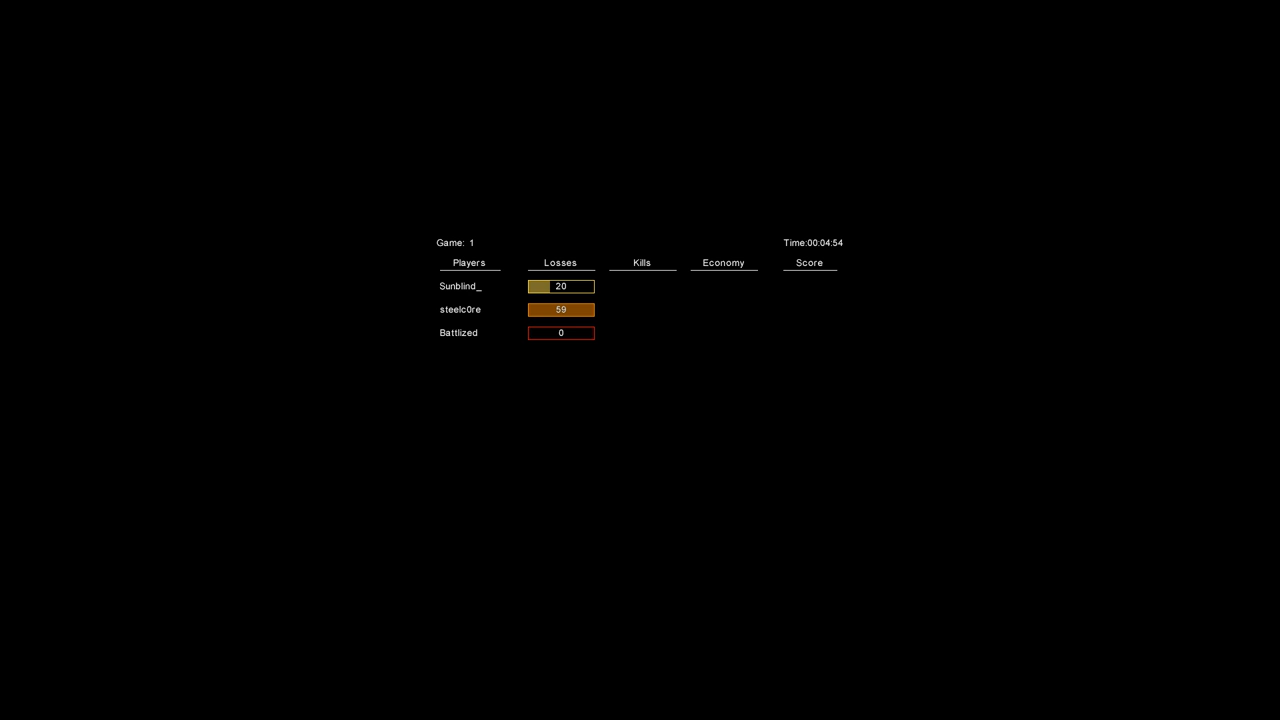 Game: 1 Time:00:04:54
Players Losses Kills Economy Score
Sunblind_ 20
steelc0re 59
Battlized 0